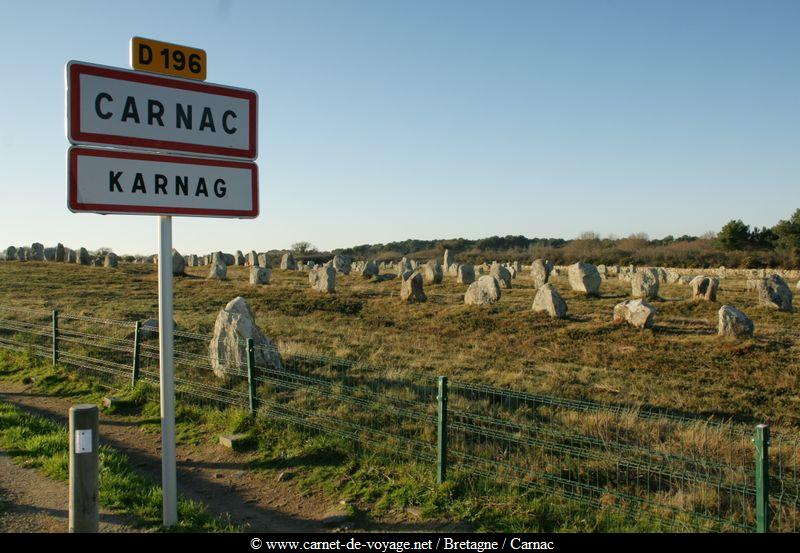 D 196
CARNAC
KARNAG
© www.carnet-de-voyage.net / Bretagne / Carnac